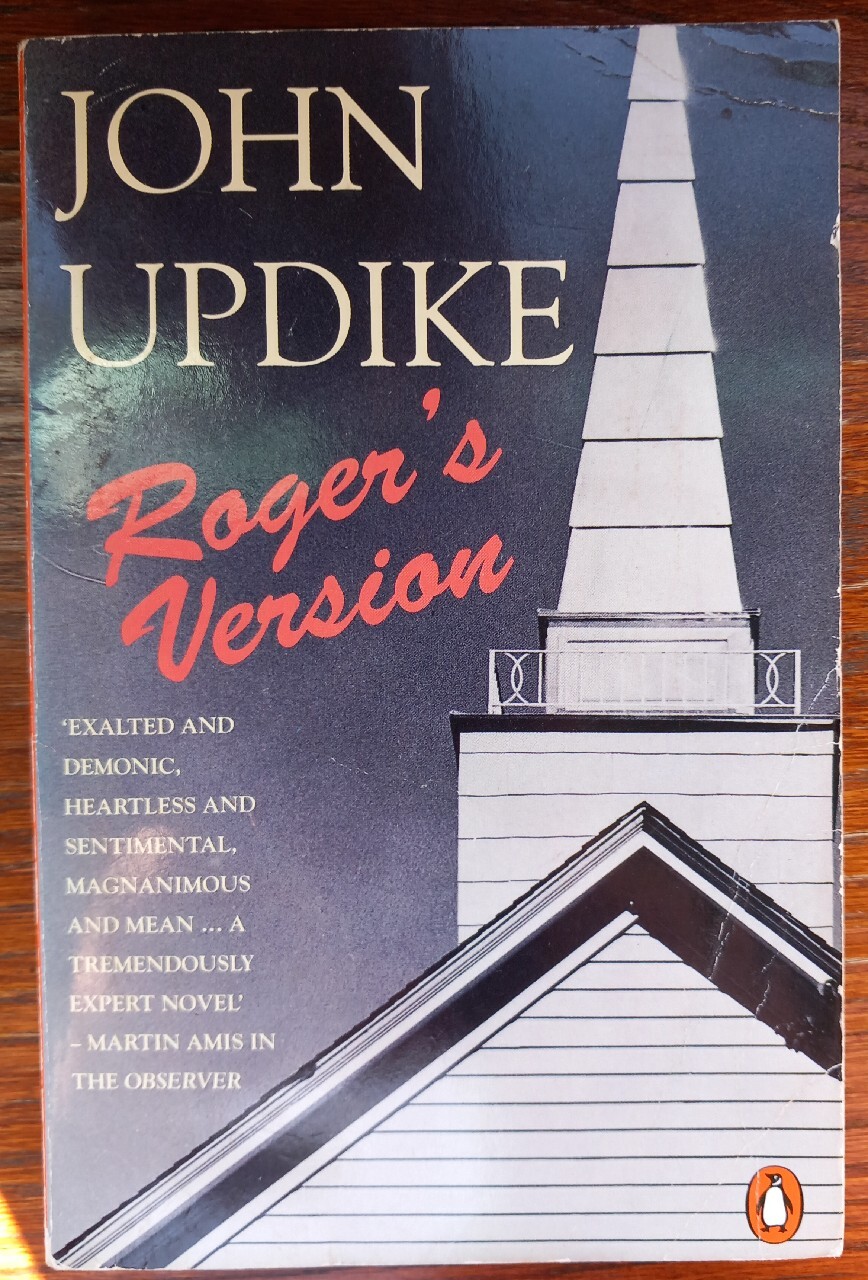 JOHN
UPDIKE
Roger's
Version
‘EXALTED AND
DEMONIC,
HEARTLESS AND
SENTIMENTAL,
MAGNANIMOUS
AND MEAN ... A
TREMENDOUSLY
EXPERT NOVEL’
– MARTIN AMIS IN
THE OBSERVER